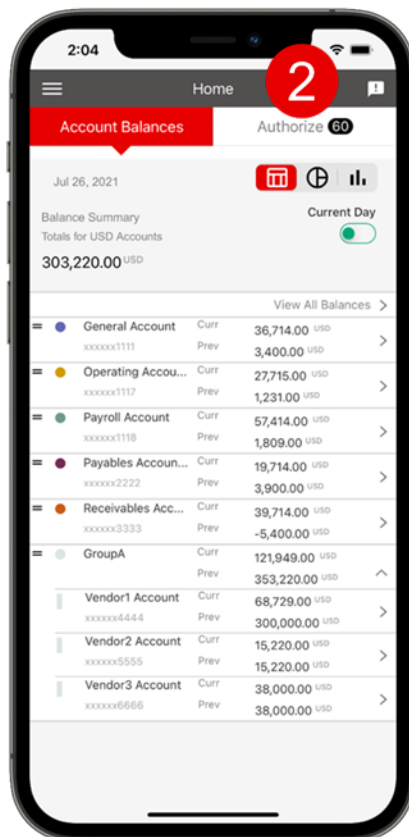 2:04
2
Home
Account Balances
Authorize 60
Jul 26, 2021
Balance Summary
Current Day
Totals for USD Accounts
303,220.00 USD
View All Balances >
General Account Curr 36,714.00 USD
xxxxxx1111 Prev 3,400.00 USD
Operating Accou... Curr 27,715.00 USD
xxxxxx1117 Prev 1,231.00 USD
Payroll Account Curr 57,414.00 USD
xxxxxx1118 Prev 1,809.00 USD
Payables Accoun... Curr 19,714.00 USD
xxxxxx2222 Prev 3,900.00 USD
Receivables Acc... Curr 39,714.00 USD
xxxxxx3333 Prev -5,400.00 USD
GroupA Curr 121,949.00 USD
Prev 353,220.00 USD
Vendor1 Account Curr 68,729.00 USD
xxxxxx4444 Prev 300,000.00 USD
Vendor2 Account Curr 15,220.00 USD
xxxxxx5555 Prev 15,220.00 USD
Vendor3 Account Curr 38,000.00 USD
xxxxxx6666 Prev 38,000.00 USD